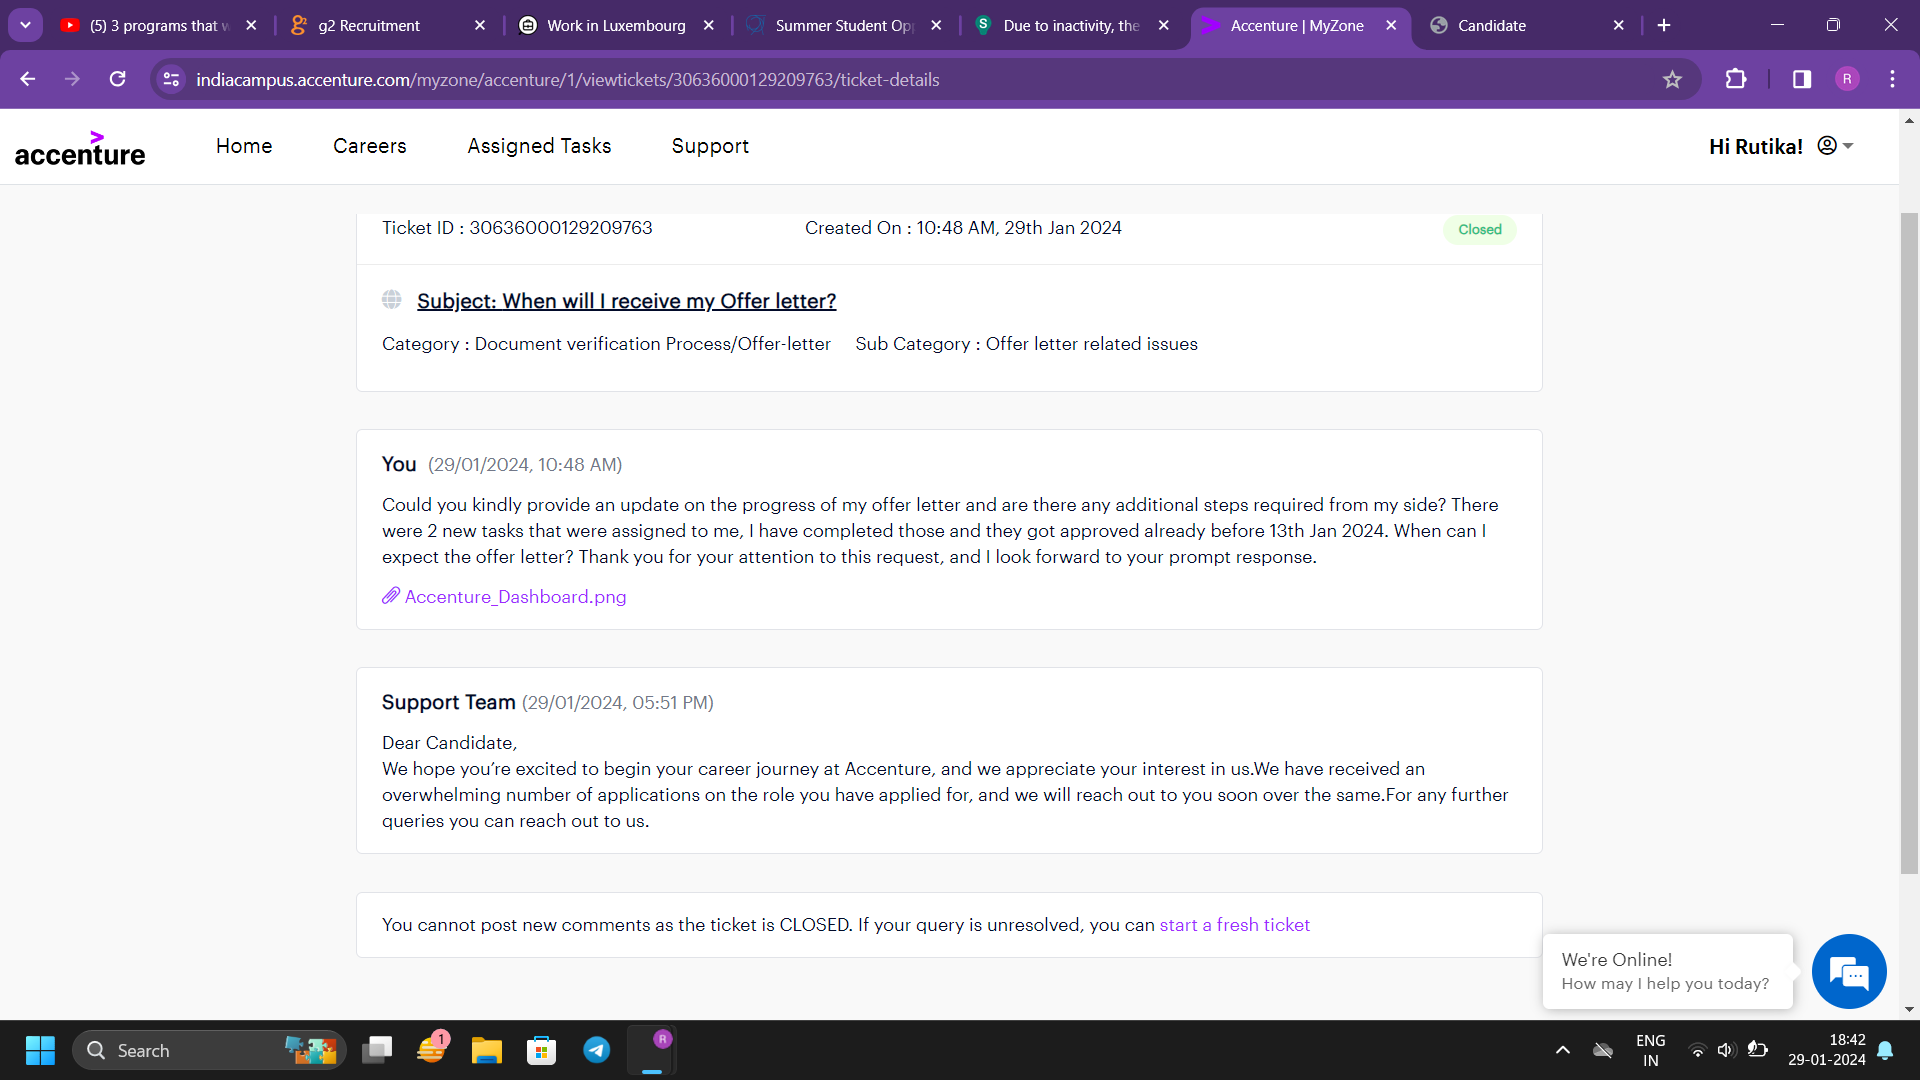 (5) 3 programs that w
g2 Recruitment
Work in Luxembourg
Summer Student Opp
Due to inactivity, the
Accenture | MyZone
Candidate
indiacampus.accenture.com/myzone/accenture/1/viewtickets/30636000129209763/ticket-details
R
accenture
Home
Careers
Assigned Tasks
Support
Hi Rutika!
Ticket ID : 30636000129209763
Created On : 10:48 AM, 29th Jan 2024
Closed
Subject: When will I receive my Offer letter?
Category : Document verification Process/Offer-letter
Sub Category : Offer letter related issues
You (29/01/2024, 10:48 AM)
Could you kindly provide an update on the progress of my offer letter and are there any additional steps required from my side? There
were 2 new tasks that were assigned to me, I have completed those and they got approved already before 13th Jan 2024. When can I
expect the offer letter? Thank you for your attention to this request, and I look forward to your prompt response.
Accenture_Dashboard.png
Support Team (29/01/2024, 05:51 PM)
Dear Candidate,
We hope you’re excited to begin your career journey at Accenture, and we appreciate your interest in us.We have received an
overwhelming number of applications on the role you have applied for, and we will reach out to you soon over the same.For any further
queries you can reach out to us.
You cannot post new comments as the ticket is CLOSED. If your query is unresolved, you can start a fresh ticket
We're Online!
How may I help you today?
Search
1
R
ENG
IN
18:42
29-01-2024